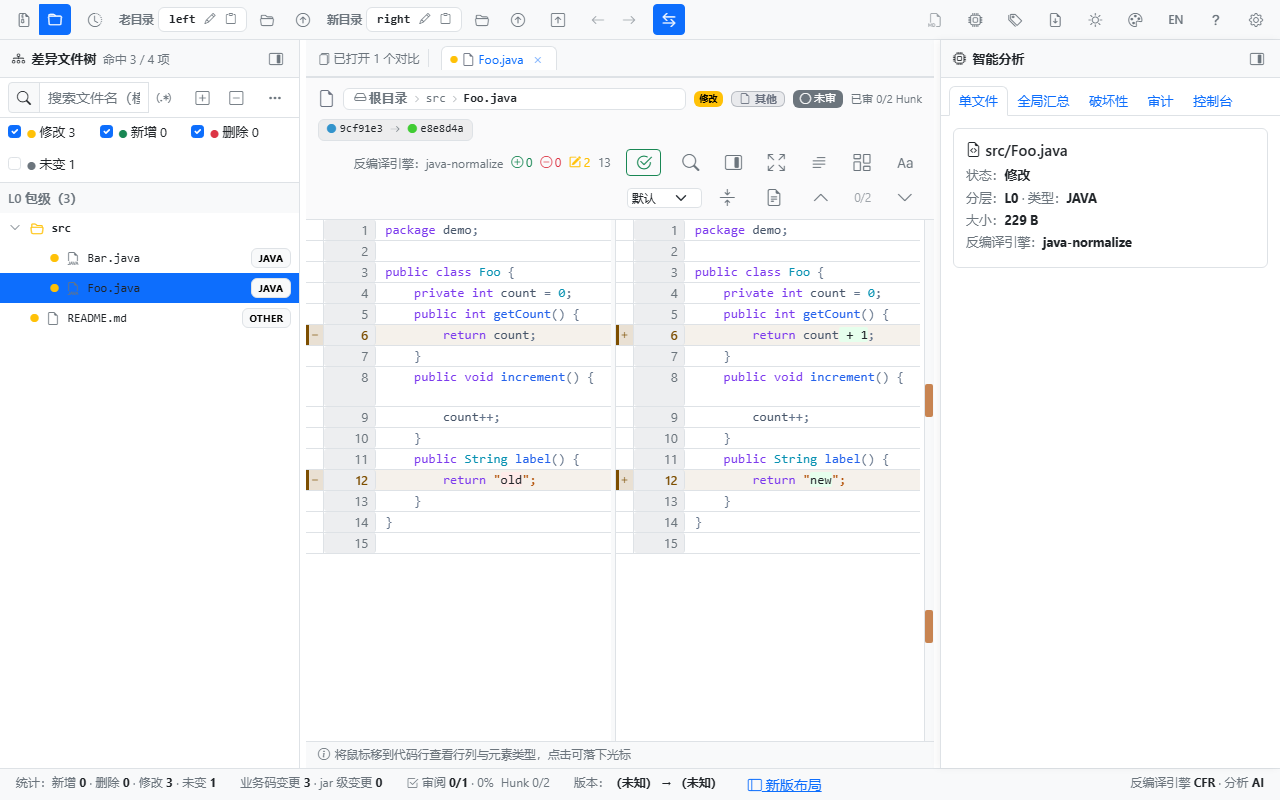 老目录 left 新目录 right EN ?
差异文件树 命中 3 / 4 项
搜索文件名 (.*)
修改 3 新增 0 删除 0
未变 1
L0 包级 (3)
src
Bar.java JAVA
Foo.java JAVA
README.md OTHER
已打开 1 个对比 Foo.java ×
根目录 › src › Foo.java 修改 其他 未审 已审 0/2 Hunk
9cf91e3 → e8e8d4a
反编译引擎: java-normalize 0 0 2 13 Aa
默认 0/2
1 package demo;
2
3 public class Foo {
4 private int count = 0;
5 public int getCount() {
− 6 return count;
7 }
8 public void increment() {
9 count++;
10 }
11 public String label() {
− 12 return "old";
13 }
14 }
15
1 package demo;
2
3 public class Foo {
4 private int count = 0;
5 public int getCount() {
+ 6 return count + 1;
7 }
8 public void increment() {
9 count++;
10 }
11 public String label() {
+ 12 return "new";
13 }
14 }
15
将鼠标移到代码行查看行列与元素类型，点击可落下光标
智能分析
单文件 全局汇总 破坏性 审计 控制台
src/Foo.java
状态: 修改
分层: L0 · 类型: JAVA
大小: 229 B
反编译引擎: java-normalize
统计: 新增 0 · 删除 0 · 修改 3 · 未变 1 业务码变更 3 · jar 级变更 0 审阅 0/1 · 0% Hunk 0/2 版本: (未知) → (未知) 新版布局 反编译引擎 CFR · 分析 AI